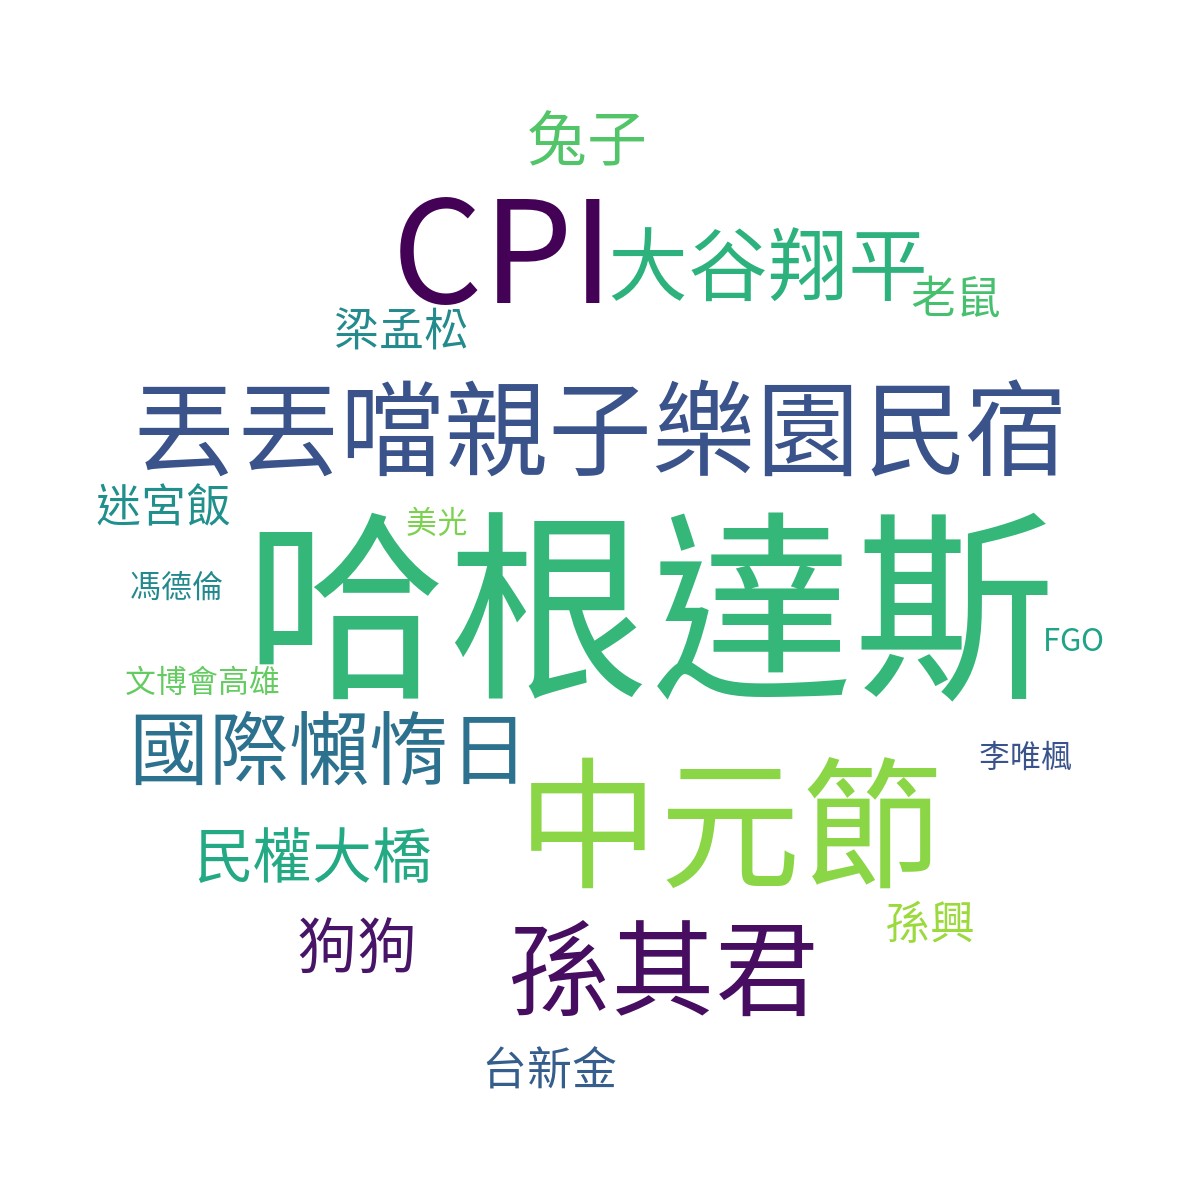 兔子
CPI
大谷翔平
老鼠
梁孟松
丟丟噹親子樂園民宿
迷宮飯
美光
哈根達斯
馮德倫
FGO
文博會高雄
國際懶惰日
李唯楓
中元節
民權大橋
孫興
狗狗
孫其君
台新金